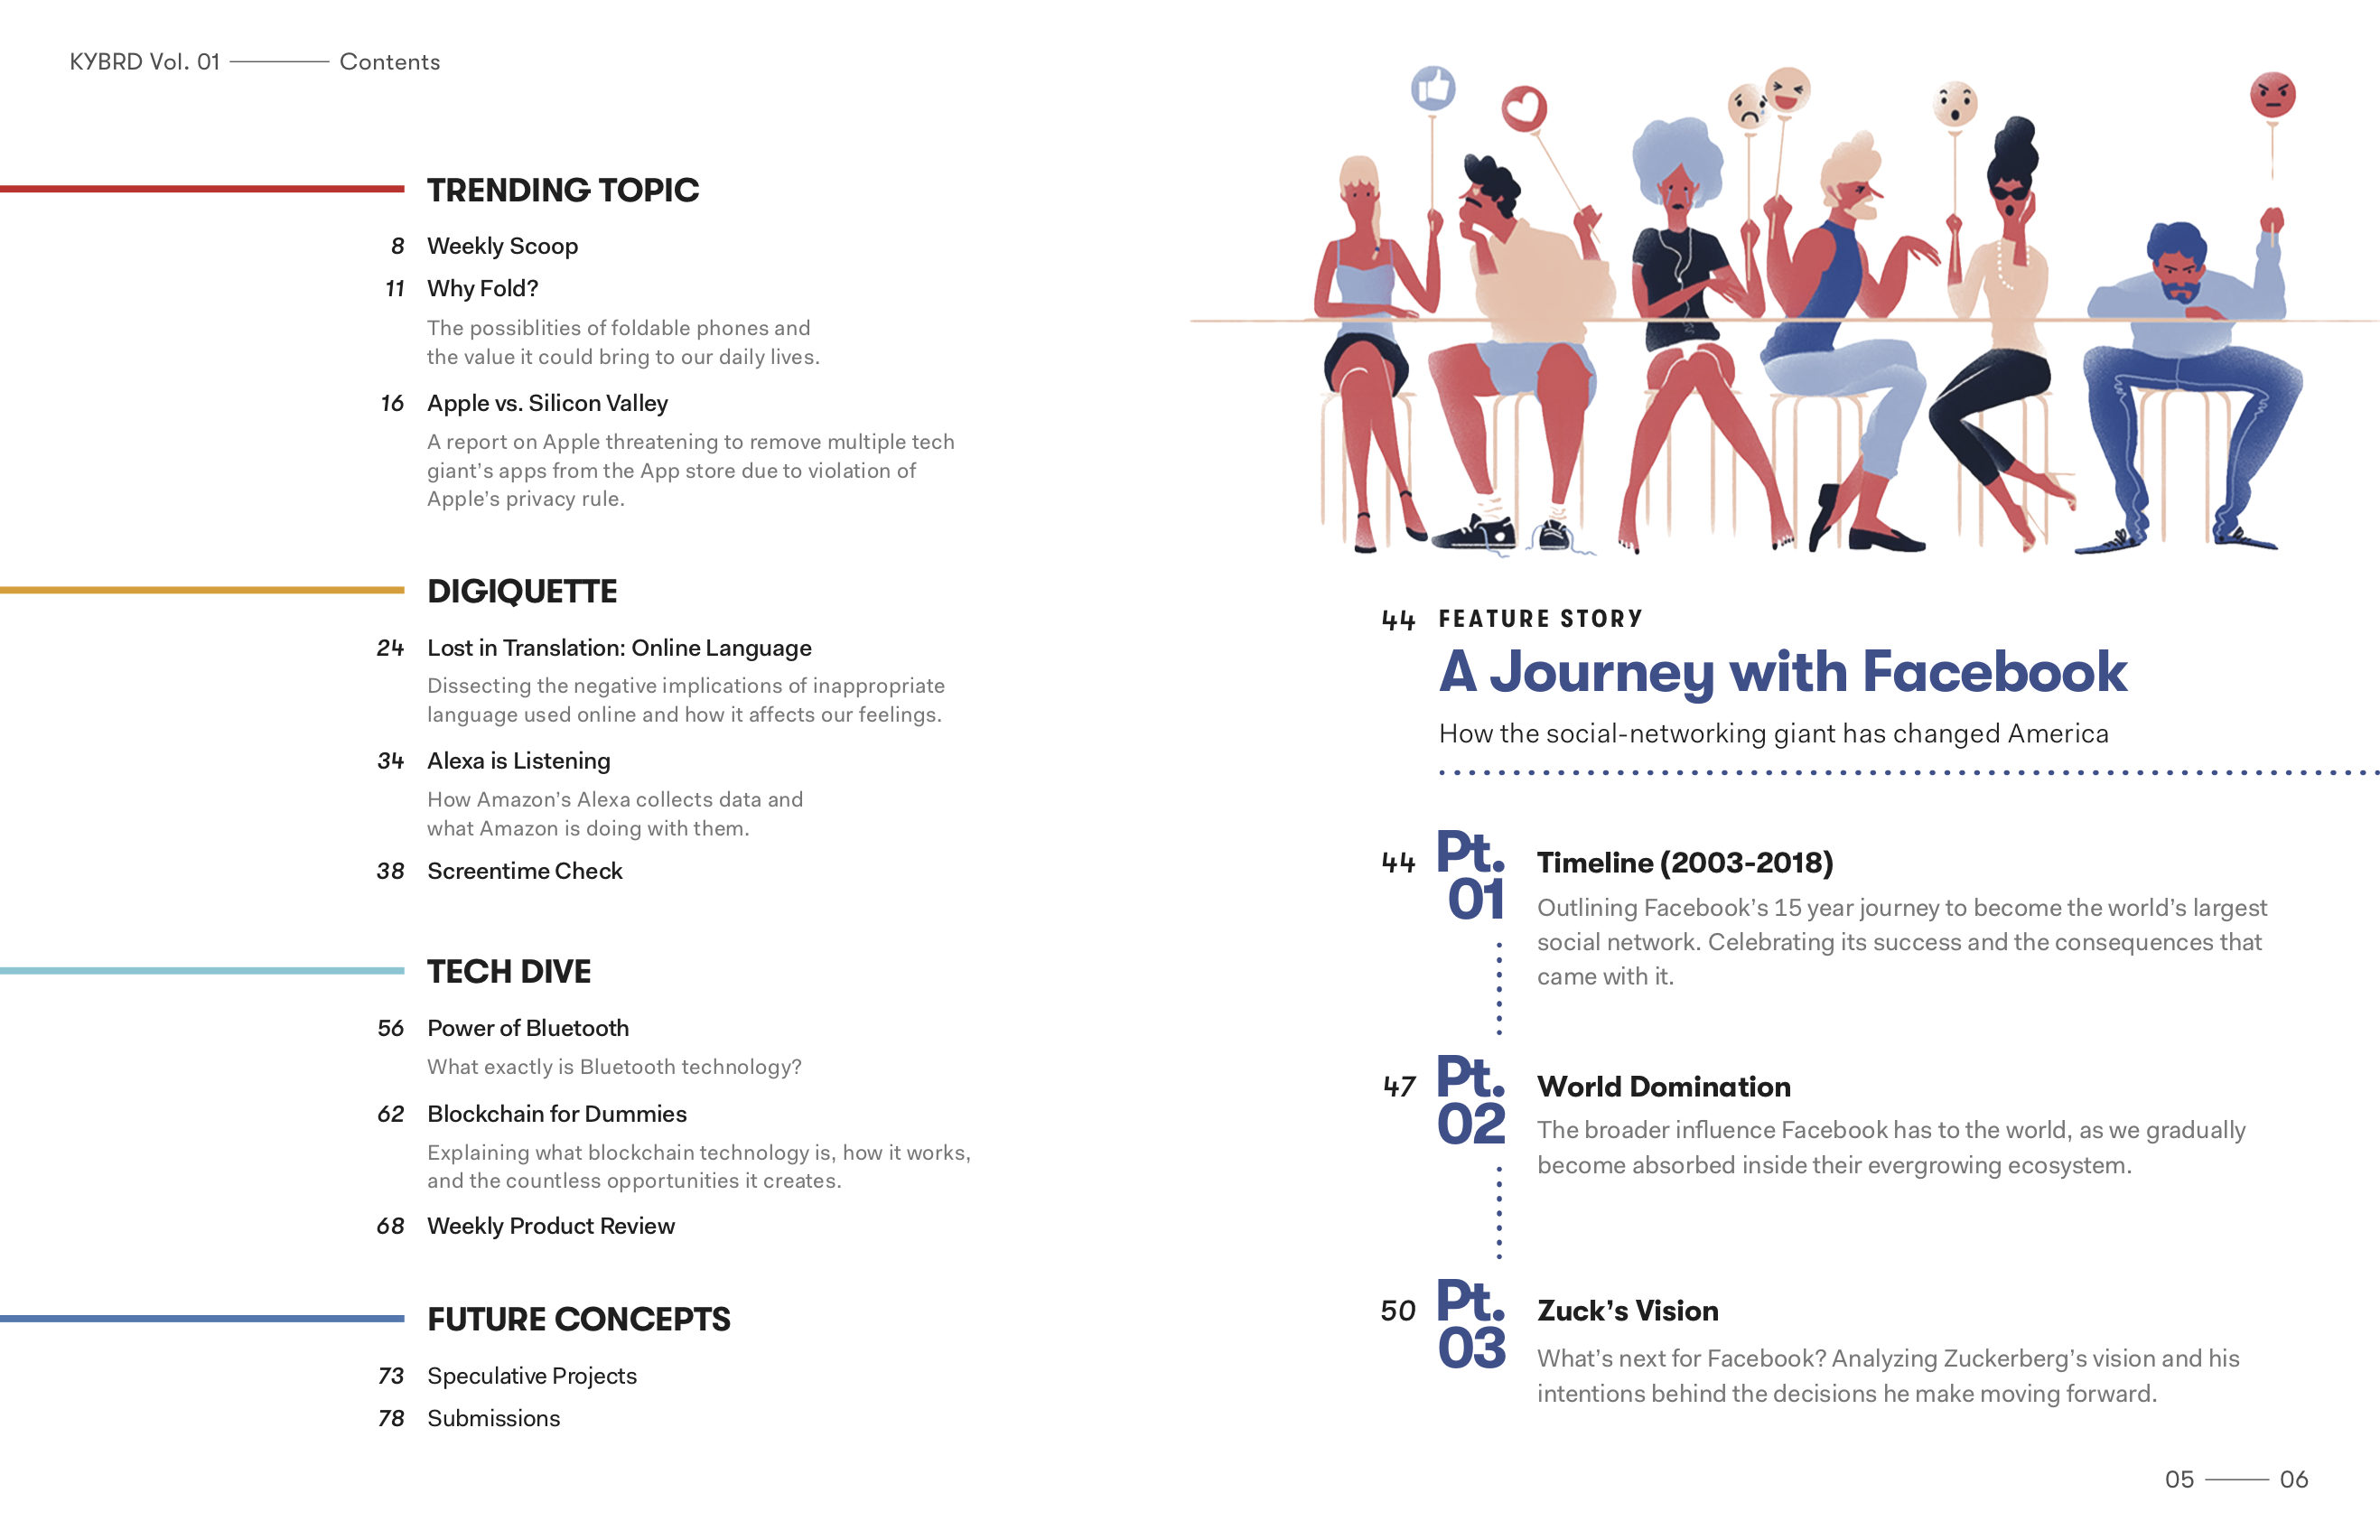 KYBRD Vol. 01 Contents
TRENDING TOPIC
8 Weekly Scoop
11 Why Fold?
The possiblities of foldable phones and
the value it could bring to our daily lives.
16 Apple vs. Silicon Valley
A report on Apple threatening to remove multiple tech
giant's apps from the App store due to violation of
Apple's privacy rule.
DIGIQUETTE
24 Lost in Translation: Online Language
Dissecting the negative implications of inappropriate
language used online and how it affects our feelings.
34 Alexa is Listening
How Amazon's Alexa collects data and
what Amazon is doing with them.
38 Screentime Check
TECH DIVE
56 Power of Bluetooth
What exactly is Bluetooth technology?
62 Blockchain for Dummies
Explaining what blockchain technology is, how it works,
and the countless opportunities it creates.
68 Weekly Product Review
FUTURE CONCEPTS
73 Speculative Projects
78 Submissions
44 FEATURE STORY
A Journey with Facebook
How the social-networking giant has changed America
44 Pt. 01 Timeline (2003-2018)
Outlining Facebook's 15 year journey to become the world's largest
social network. Celebrating its success and the consequences that
came with it.
47 Pt. 02 World Domination
The broader influence Facebook has to the world, as we gradually
become absorbed inside their evergrowing ecosystem.
50 Pt. 03 Zuck's Vision
What's next for Facebook? Analyzing Zuckerberg's vision and his
intentions behind the decisions he make moving forward.
05 06